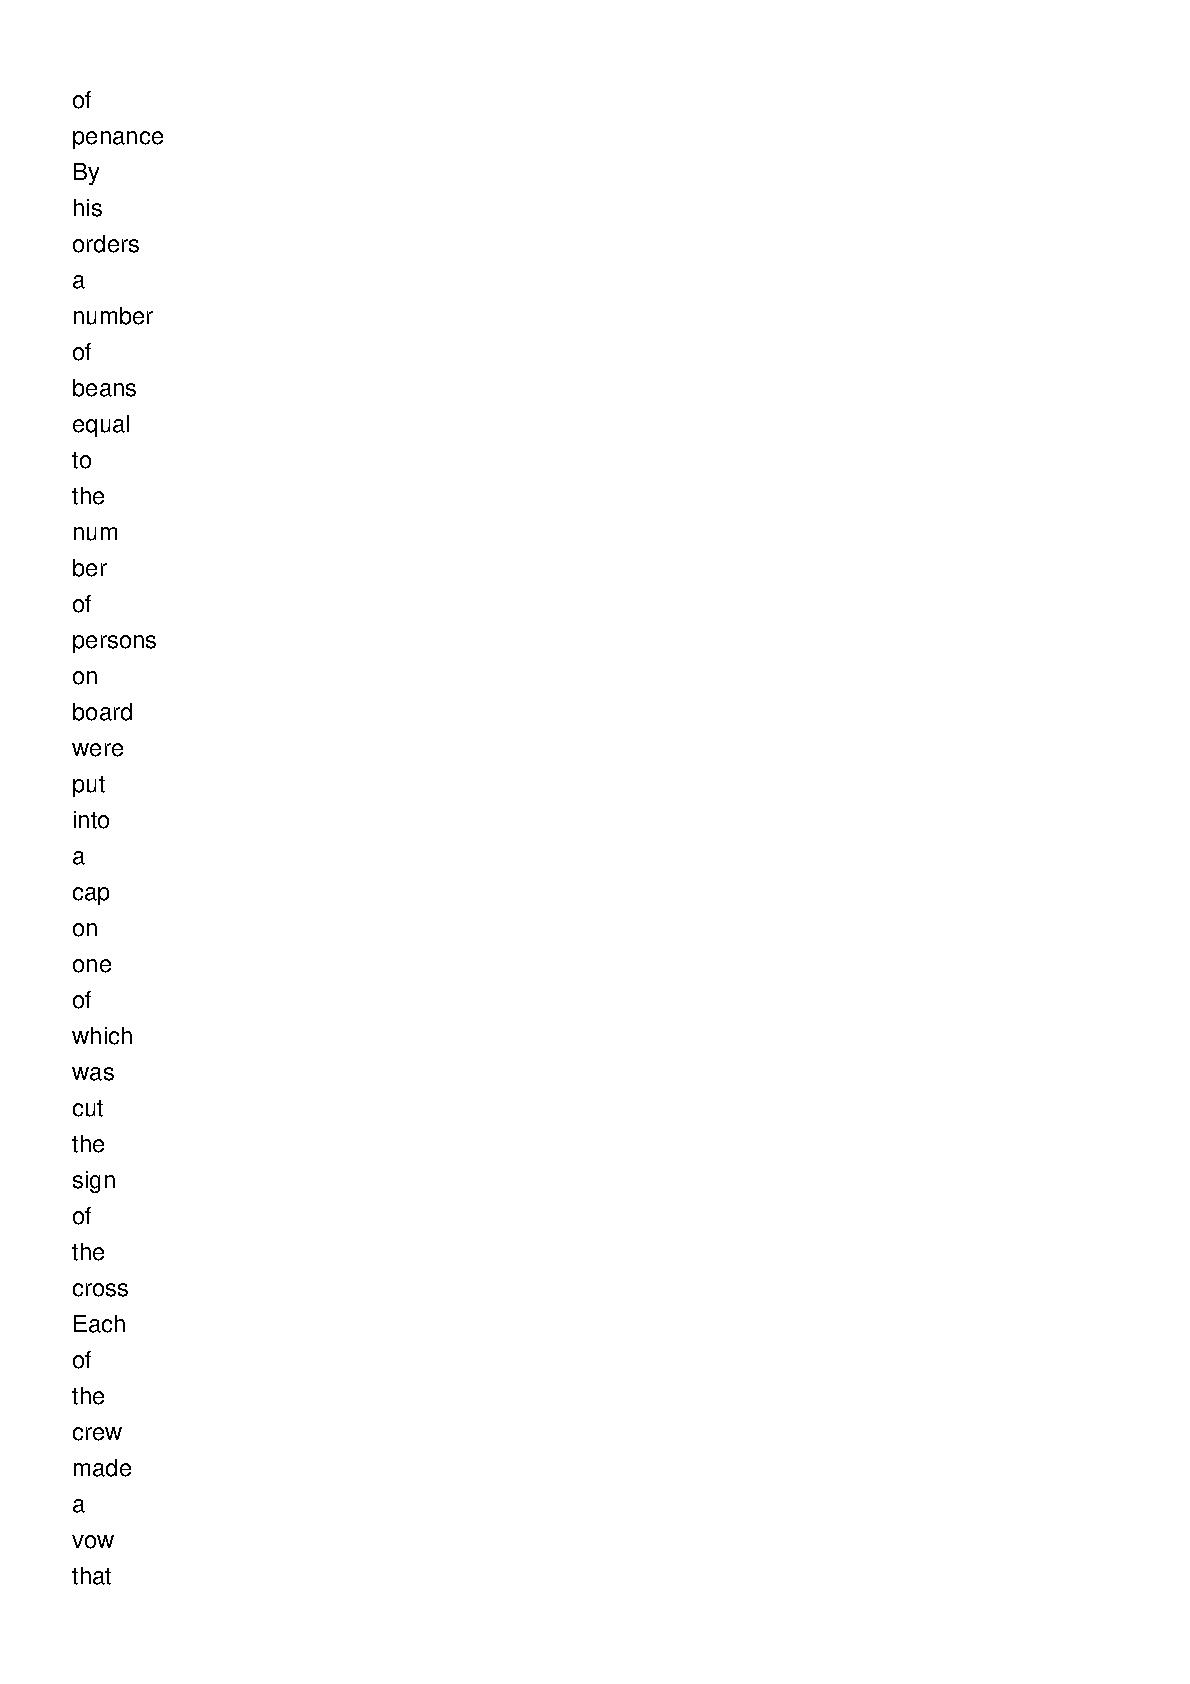 of
penance
By
his
orders
a
number
of
beans
equal
to
the
num
ber
of
persons
on
board
were
put
into
a
cap
on
one
of
which
was
cut
the
sign
of
the
cross
Each
of
the
crew
made
a
vow
that